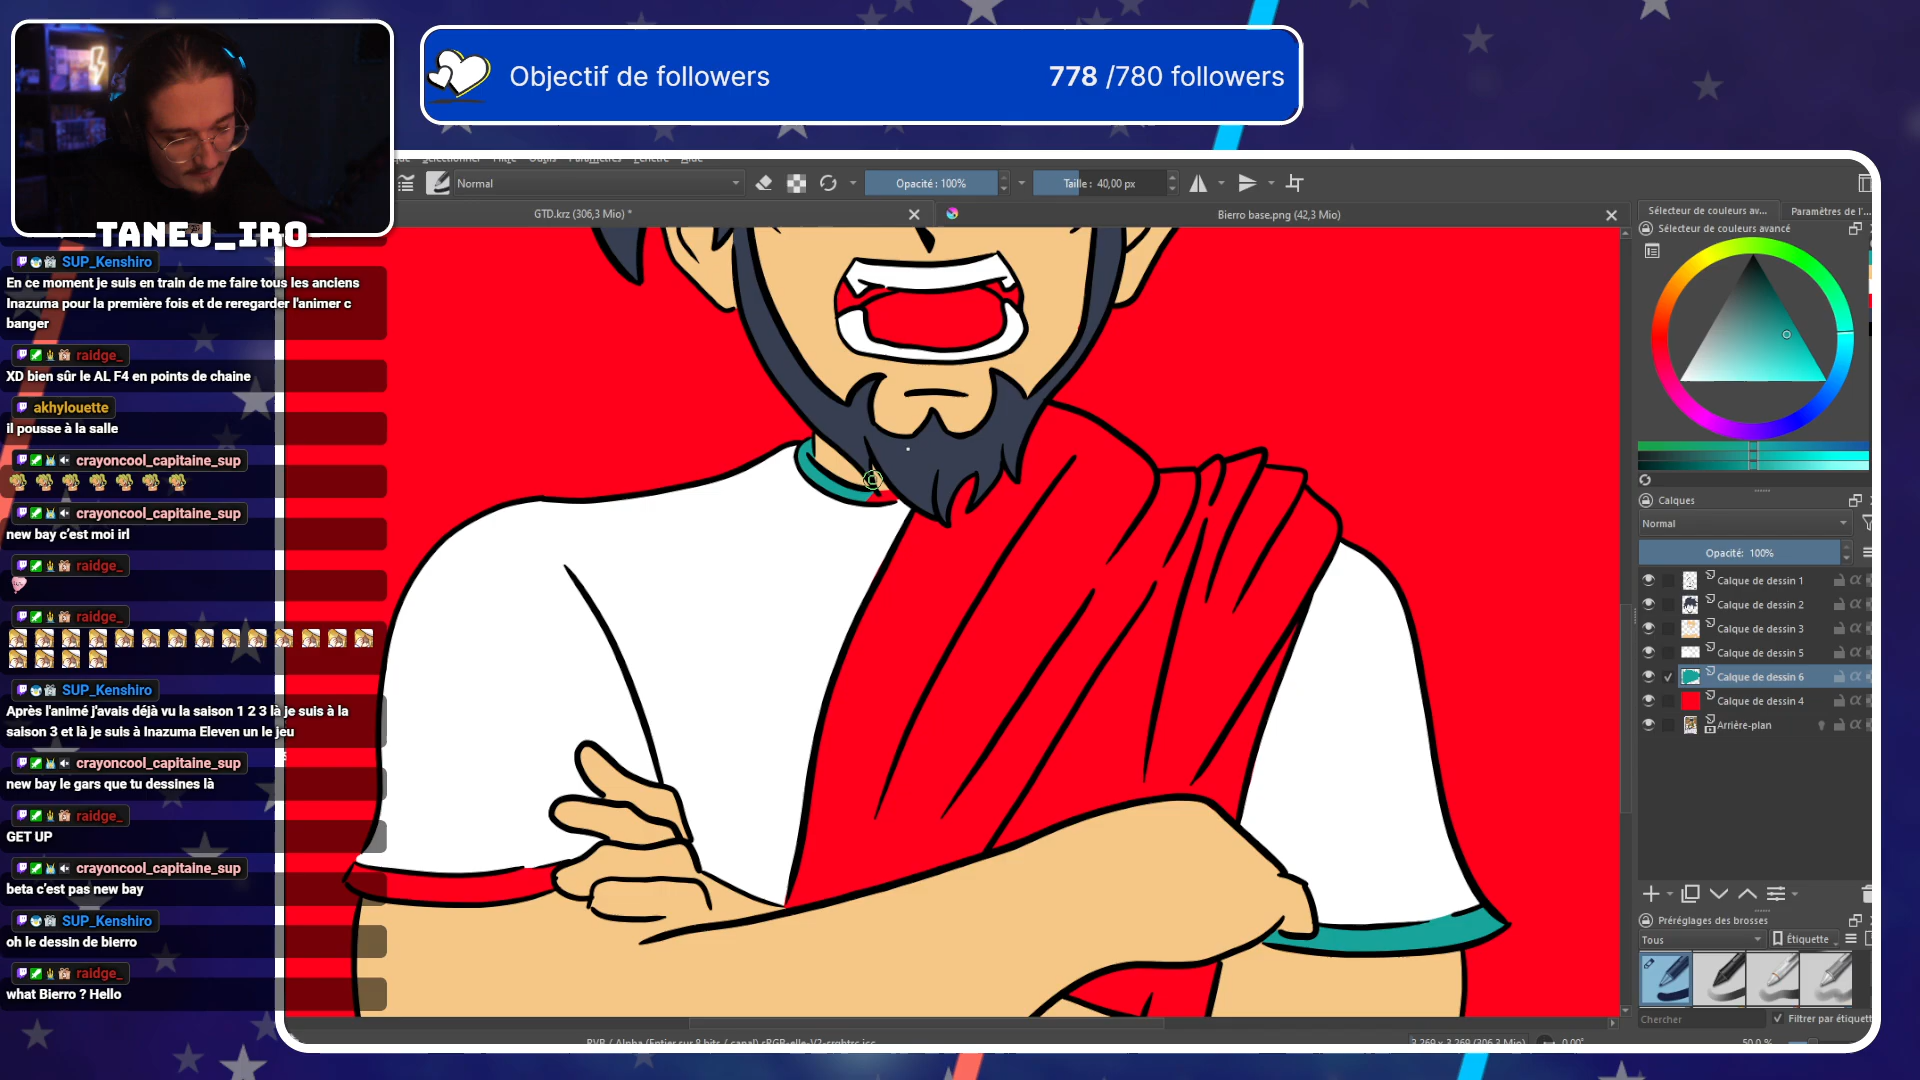 Objectif de followers
778 /780 followers
TANEJ_IRO
SUP_Kenshiro
En ce moment je suis en train de me faire tous les anciens
Inazuma pour la première fois et de reregarder l'animer c
banger
raidge_
XD bien sûr le AL F4 en points de chaine
akhylouette
il pousse à la salle
crayoncool_capitaine_sup
crayoncool_capitaine_sup
new bay c'est moi irl
raidge_
raidge_
SUP_Kenshiro
Après l'animé j'avais déjà vu la saison 1 2 3 là je suis à la
saison 3 et là je suis à Inazuma Eleven un le jeu
crayoncool_capitaine_sup
new bay le gars que tu dessines là
raidge_
GET UP
crayoncool_capitaine_sup
beta c'est pas new bay
SUP_Kenshiro
oh le dessin de bierro
raidge_
what Bierro ? Hello
Normal
Opacité : 100%
Taille : 40,00 px
GTD.krz (306,3 Mio) *
Bierro base.png (42,3 Mio)
Sélecteur de couleurs av...
Paramètres de l'...
Sélecteur de couleurs avancé
Calques
Normal
Opacité: 100%
Calque de dessin 1
Calque de dessin 2
Calque de dessin 3
Calque de dessin 5
Calque de dessin 6
Calque de dessin 4
Arrière-plan
Préréglages des brosses
Tous
Étiquette
Chercher
Filtrer par étiquett